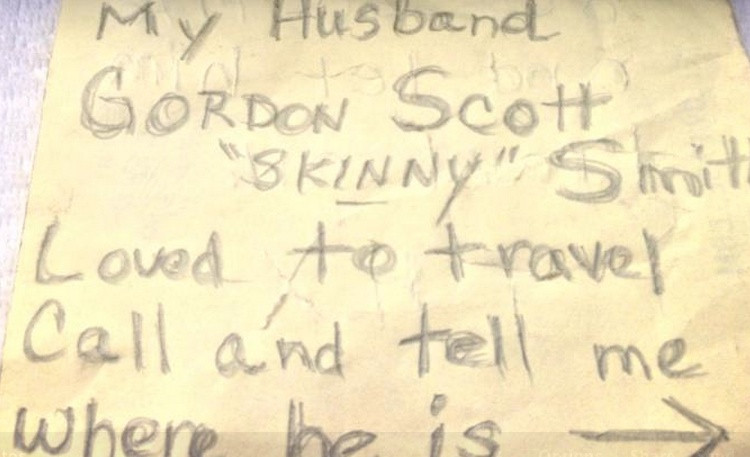 My Husband
GORDON Scott
"SKINNY" Smith
Loved to travel
Call and tell me
where he is →